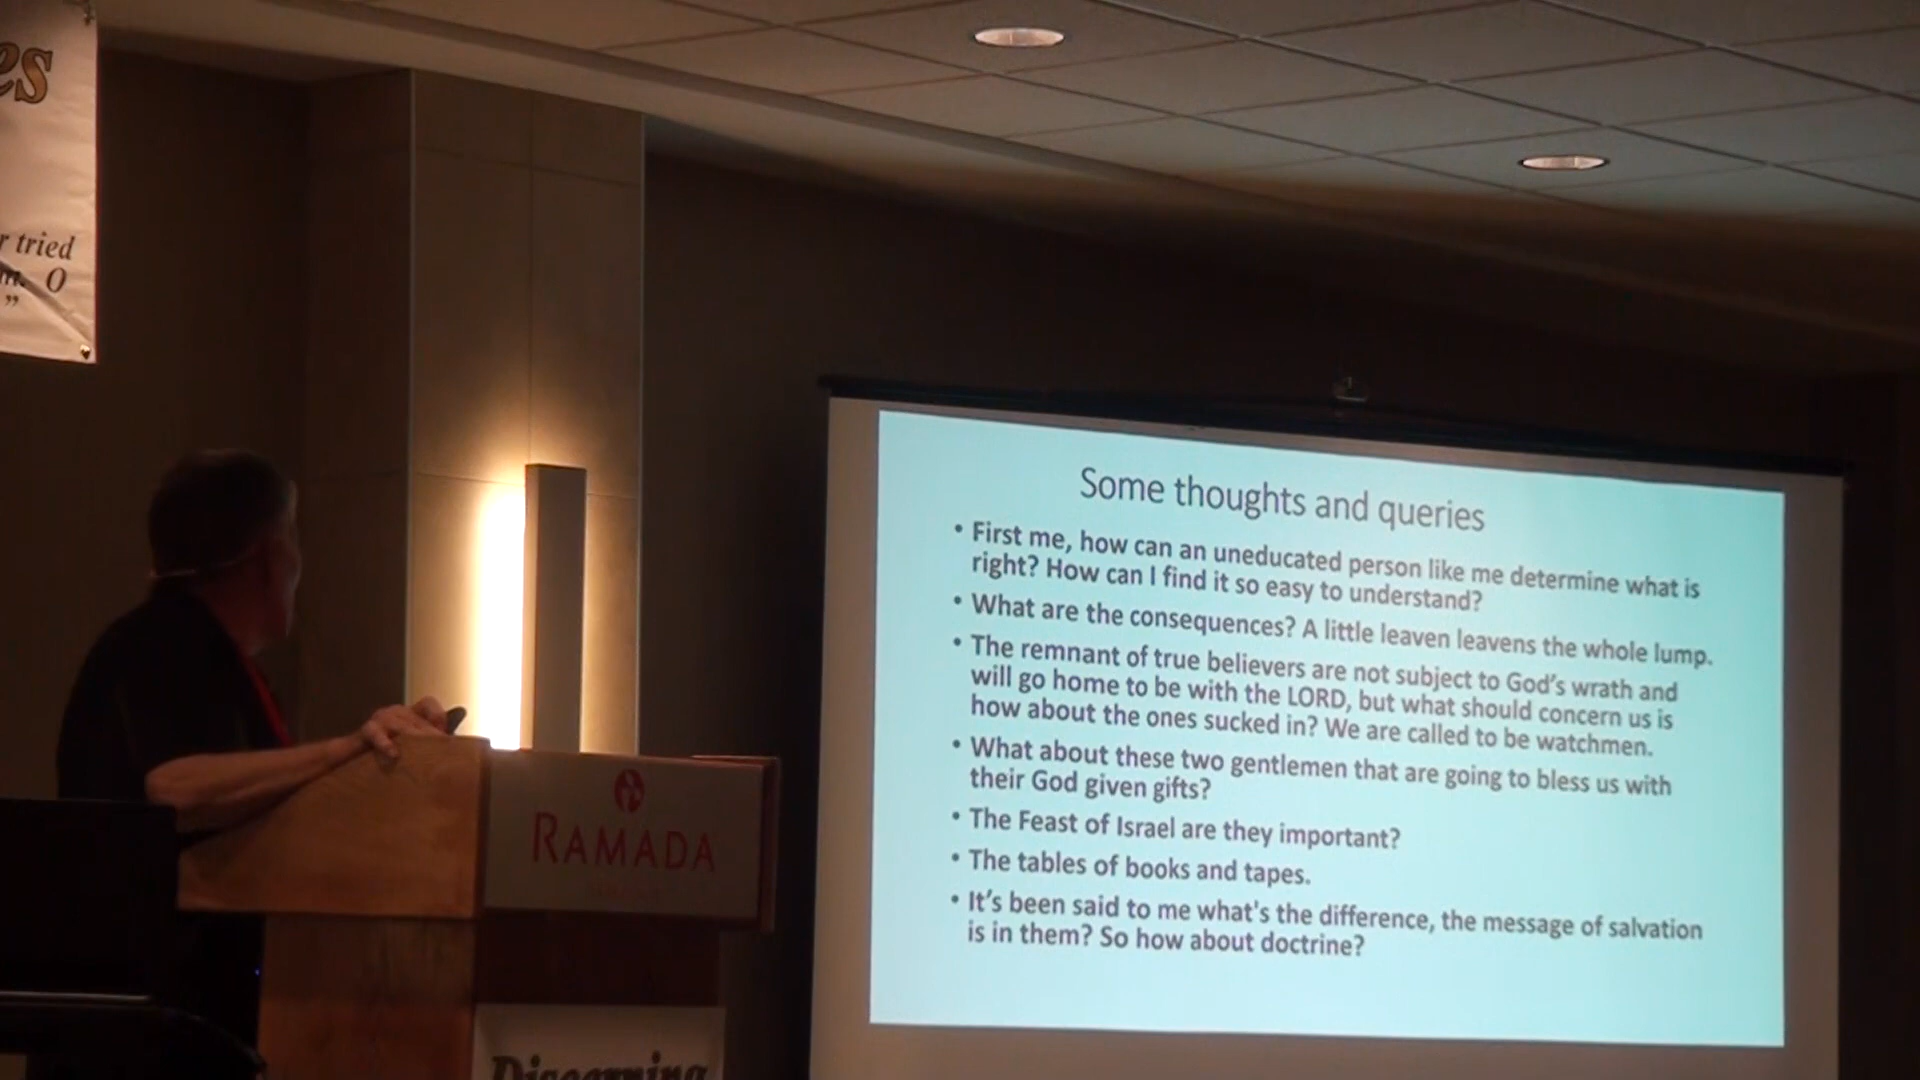 es
r tried
m. O
”
RAMADA
Discerning
Some thoughts and queries
• First me, how can an uneducated person like me determine what is
right? How can I find it so easy to understand?
• What are the consequences? A little leaven leavens the whole lump.
• The remnant of true believers are not subject to God's wrath and
will go home to be with the LORD, but what should concern us is
how about the ones sucked in? We are called to be watchmen.
• What about these two gentlemen that are going to bless us with
their God given gifts?
• The Feast of Israel are they important?
• The tables of books and tapes.
• It's been said to me what's the difference, the message of salvation
is in them? So how about doctrine?